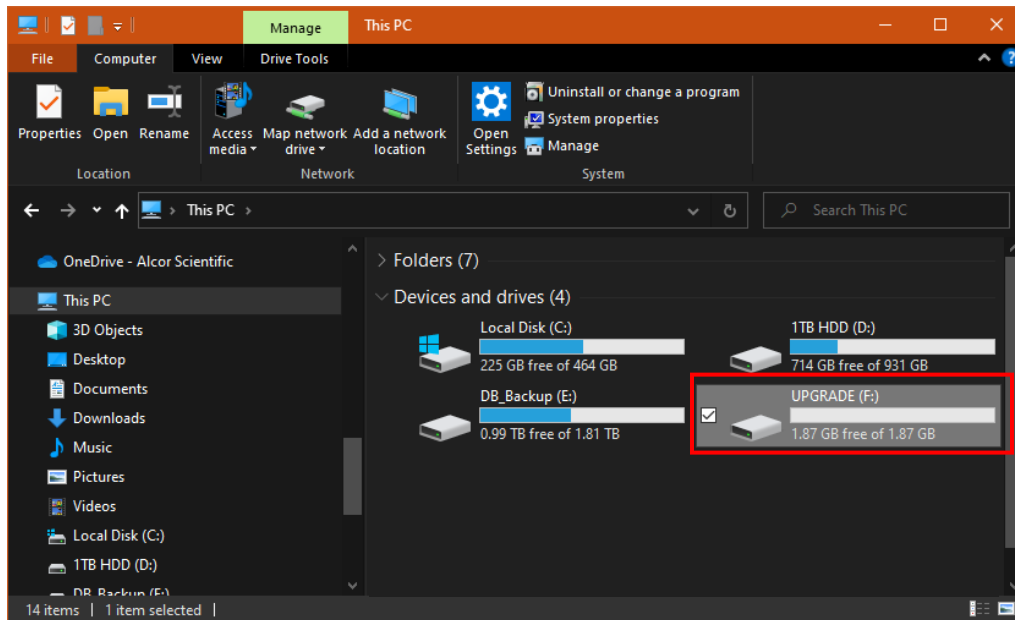 Manage
This PC
File
Computer
View
Drive Tools
Properties
Open
Rename
Access media
Map network drive
Add a network location
Open Settings
Uninstall or change a program
System properties
Manage
Location
Network
System
This PC
Search This PC
OneDrive - Alcor Scientific
This PC
3D Objects
Desktop
Documents
Downloads
Music
Pictures
Videos
Local Disk (C:)
1TB HDD (D:)
DB_Backup (E:)
Folders (7)
Devices and drives (4)
Local Disk (C:)
225 GB free of 464 GB
1TB HDD (D:)
714 GB free of 931 GB
DB_Backup (E:)
0.99 TB free of 1.81 TB
UPGRADE (F:)
1.87 GB free of 1.87 GB
14 items
1 item selected